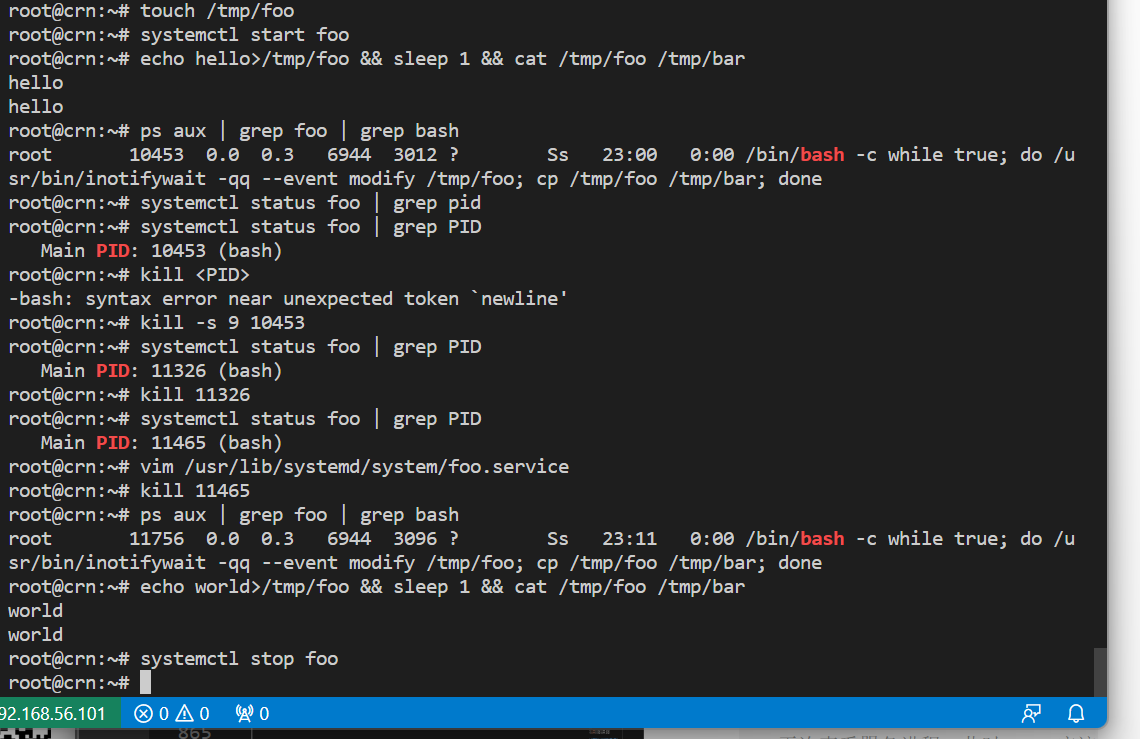 root@crn:~# touch /tmp/foo
root@crn:~# systemctl start foo
root@crn:~# echo hello>/tmp/foo && sleep 1 && cat /tmp/foo /tmp/bar
hello
hello
root@crn:~# ps aux | grep foo | grep bash
root       10453  0.0  0.3   6944  3012 ?        Ss   23:00   0:00 /bin/bash -c while true; do /u
sr/bin/inotifywait -qq --event modify /tmp/foo; cp /tmp/foo /tmp/bar; done
root@crn:~# systemctl status foo | grep pid
root@crn:~# systemctl status foo | grep PID
   Main PID: 10453 (bash)
root@crn:~# kill <PID>
-bash: syntax error near unexpected token `newline'
root@crn:~# kill -s 9 10453
root@crn:~# systemctl status foo | grep PID
   Main PID: 11326 (bash)
root@crn:~# kill 11326
root@crn:~# systemctl status foo | grep PID
   Main PID: 11465 (bash)
root@crn:~# vim /usr/lib/systemd/system/foo.service
root@crn:~# kill 11465
root@crn:~# ps aux | grep foo | grep bash
root       11756  0.0  0.3   6944  3096 ?        Ss   23:11   0:00 /bin/bash -c while true; do /u
sr/bin/inotifywait -qq --event modify /tmp/foo; cp /tmp/foo /tmp/bar; done
root@crn:~# echo world>/tmp/foo && sleep 1 && cat /tmp/foo /tmp/bar
world
world
root@crn:~# systemctl stop foo
root@crn:~#
92.168.56.101 0 0 0
865